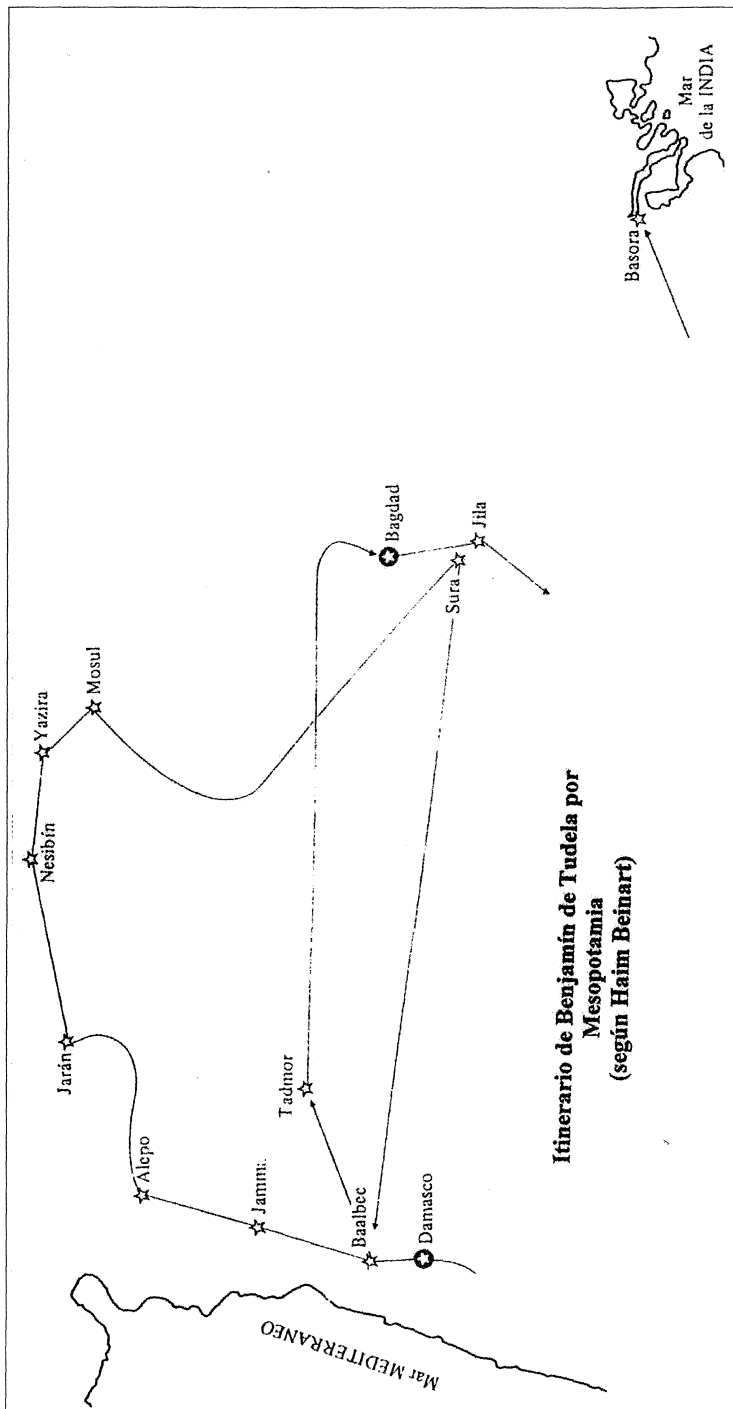 Nesibín
Yazira
Mosul
Jarán
Alepo
Tadmor
Baalbec
Damasco
Bagdad
Sura
Jila
Basora
Mar
de la INDIA
Mar MEDITERRANEO
Itinerario de Benjamín de Tudela por
Mesopotamia
(según Haim Beinart)